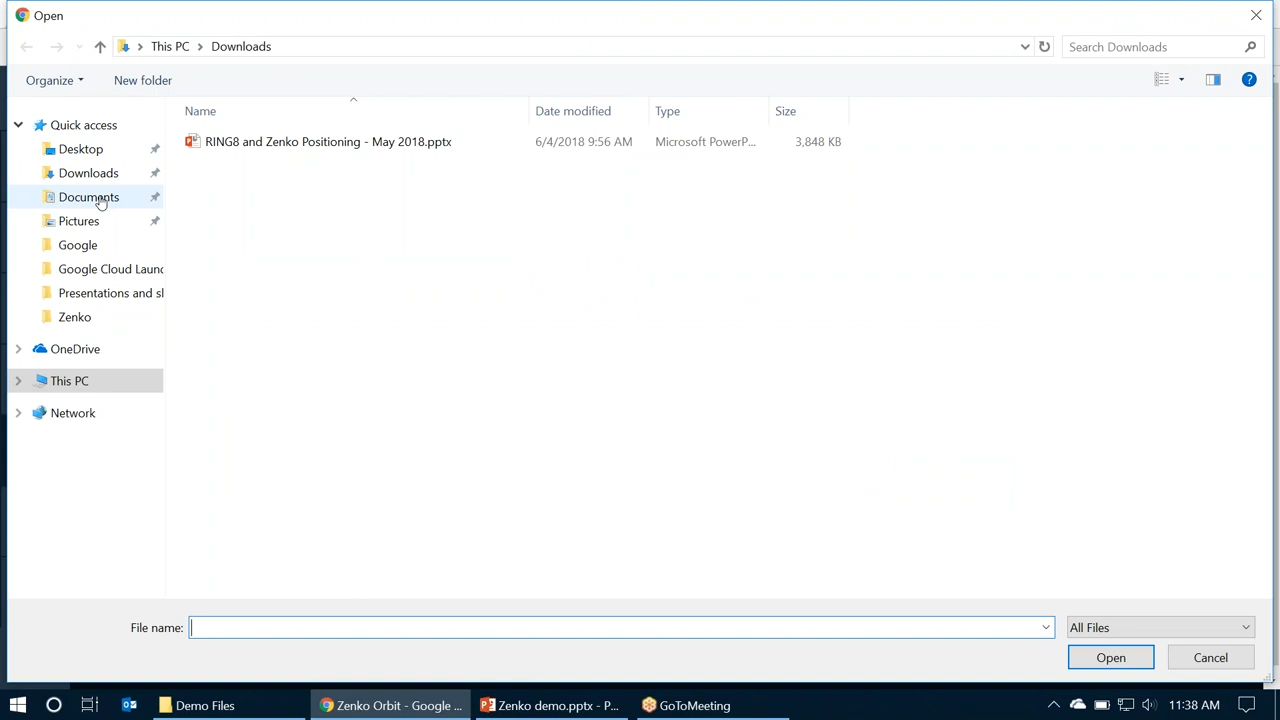 Open
This PC > Downloads
Search Downloads
Organize
New folder
Name
Date modified
Type
Size
RING8 and Zenko Positioning - May 2018.pptx
6/4/2018 9:56 AM
Microsoft PowerP...
3,848 KB
Quick access
Desktop
Downloads
Documents
Pictures
Google
Google Cloud Laun
Presentations and sl
Zenko
OneDrive
This PC
Network
File name:
All Files
Open
Cancel
Demo Files
Zenko Orbit - Google ...
Zenko demo.pptx - P...
GoToMeeting
11:38 AM